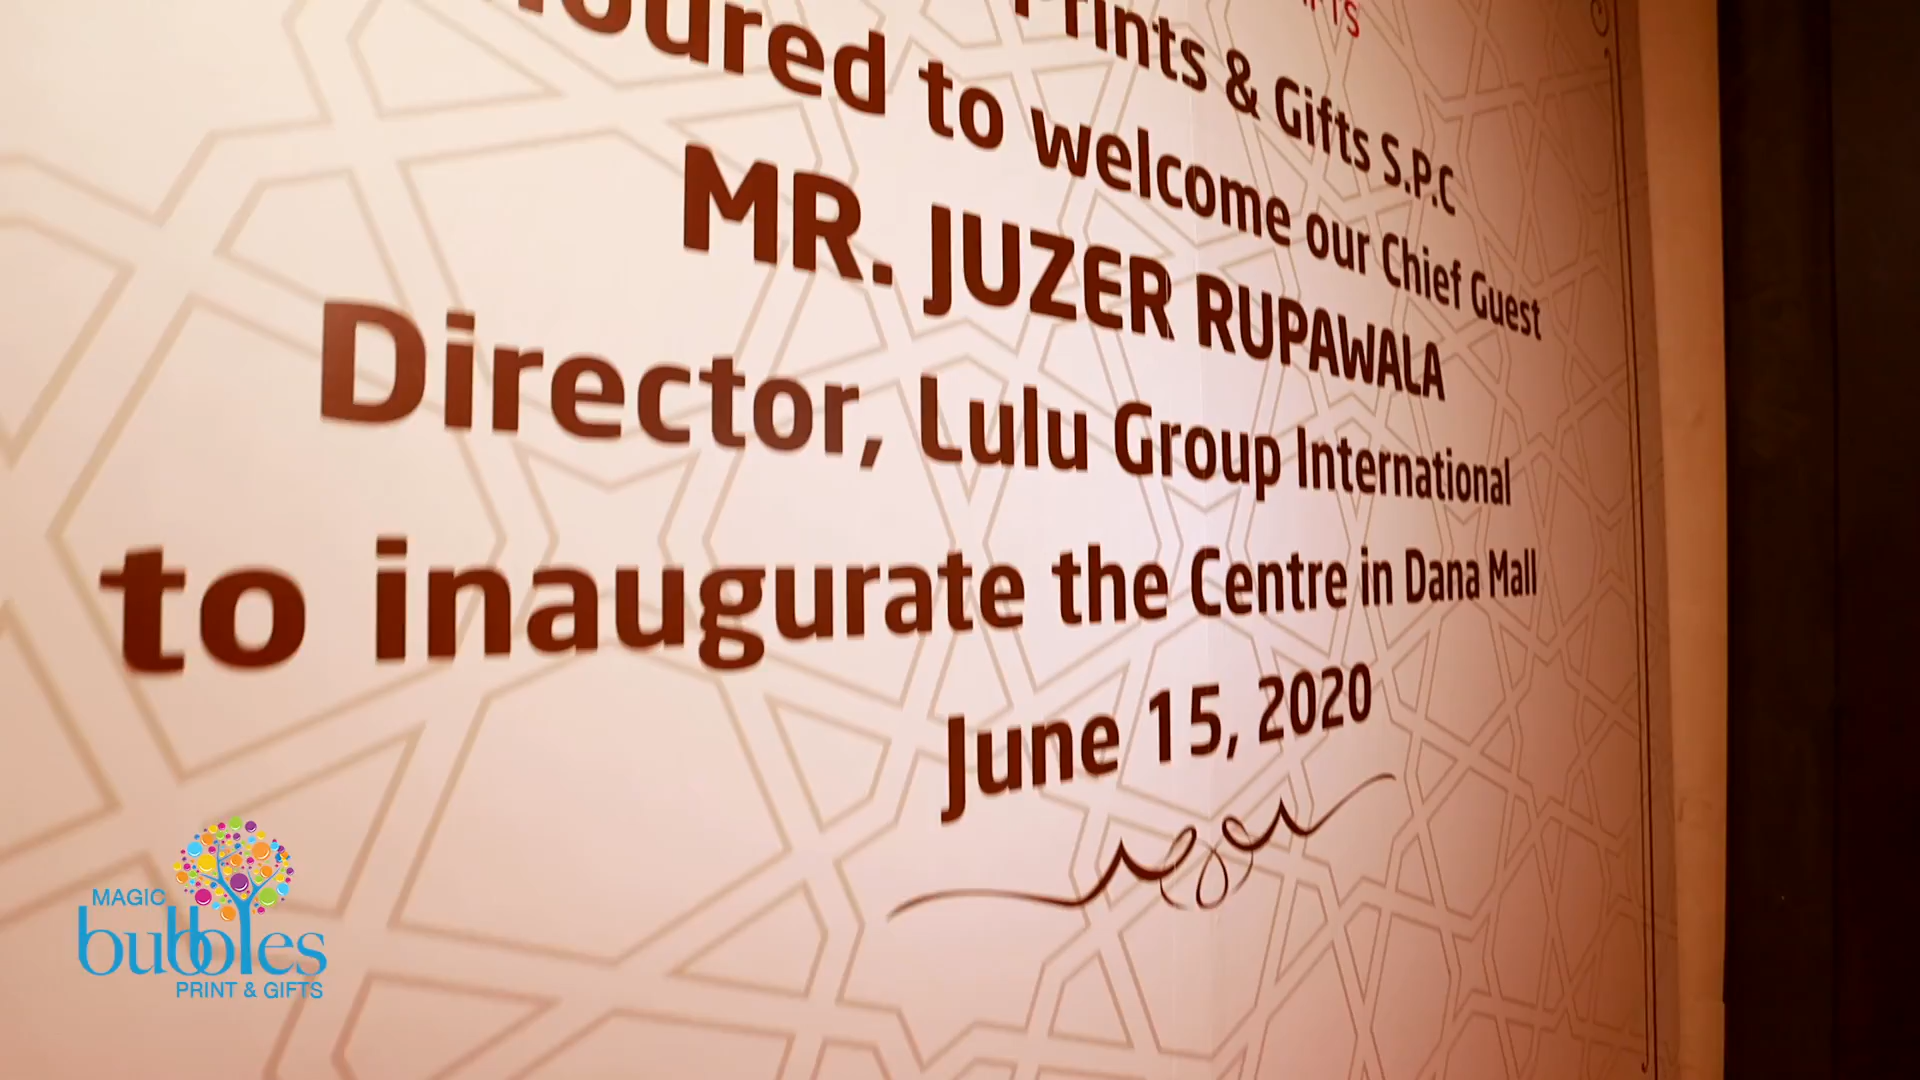 Prints & Gifts S.P.C
to welcome our Chief Guest
MR. JUZER RUPAWALA
Director, Lulu Group International
to inaugurate the Centre in Dana Mall
June 15, 2020
MAGIC
bubbles
PRINT & GIFTS